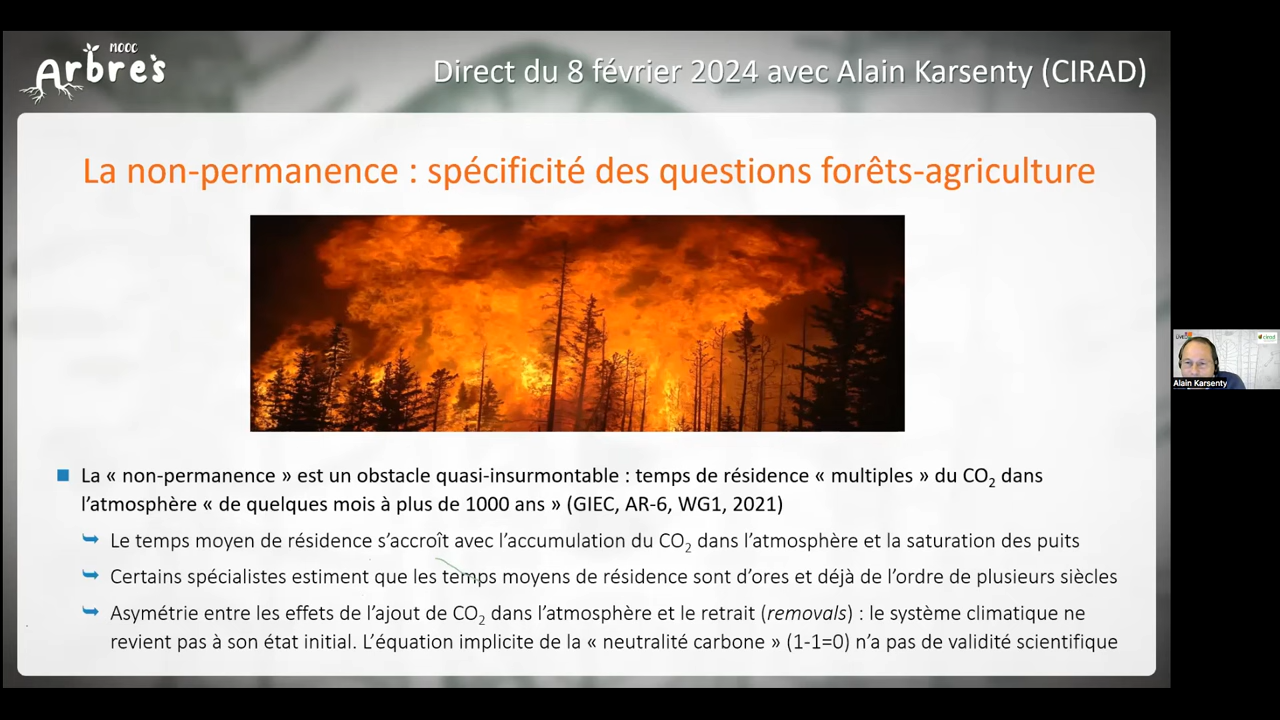 MOOC
Arbre's
Direct du 8 février 2024 avec Alain Karsenty (CIRAD)
La non-permanence : spécificité des questions forêts-agriculture
La « non-permanence » est un obstacle quasi-insurmontable : temps de résidence « multiples » du CO₂ dans
l'atmosphère « de quelques mois à plus de 1000 ans » (GIEC, AR-6, WG1, 2021)
Le temps moyen de résidence s'accroît avec l'accumulation du CO₂ dans l'atmosphère et la saturation des puits
Certains spécialistes estiment que les temps moyens de résidence sont d'ores et déjà de l'ordre de plusieurs siècles
Asymétrie entre les effets de l'ajout de CO₂ dans l'atmosphère et le retrait (removals) : le système climatique ne
revient pas à son état initial. L'équation implicite de la « neutralité carbone » (1-1=0) n'a pas de validité scientifique
cirad
Alain Karsenty